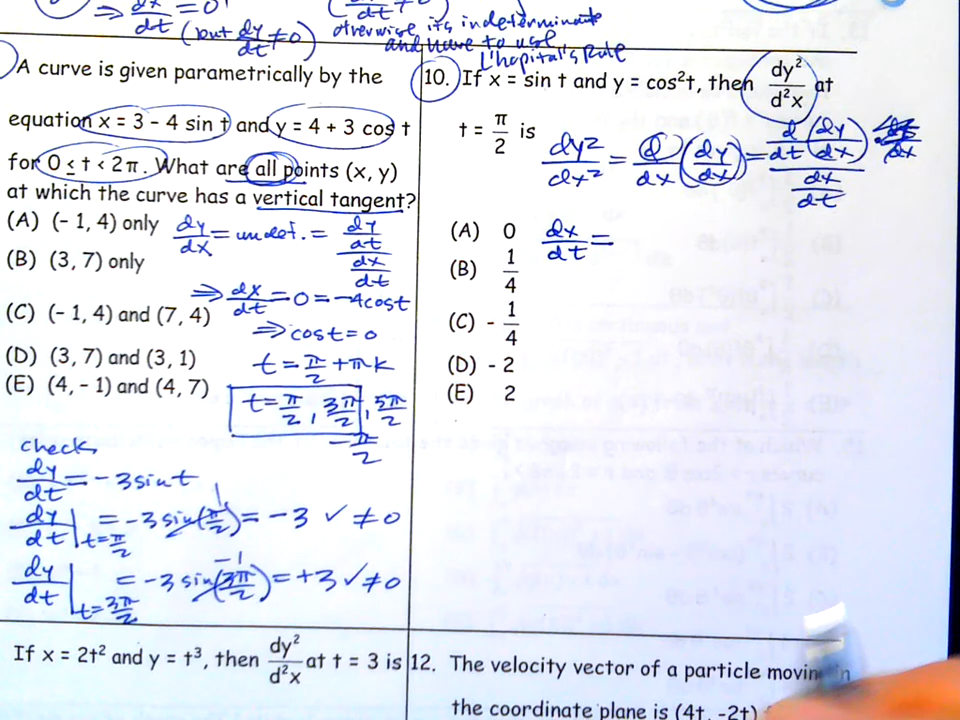 ⇒ dx/dt = 0 (but dy/dt ≠ 0)
otherwise its indeterminate
and have to use
L'hopital's Rule
A curve is given parametrically by the
equation x = 3 – 4 sin t and y = 4 + 3 cos t
for 0 ≤ t < 2π. What are all points (x, y)
at which the curve has a vertical tangent?
(A) (- 1, 4) only
(B) (3, 7) only
(C) (- 1, 4) and (7, 4)
(D) (3, 7) and (3, 1)
(E) (4, - 1) and (4, 7)
dy/dx = undef. = dy/dt / dx/dt
⇒ dx/dt = 0 = -4cost
⇒ cost = 0
t = π/2 + πk
t = π/2, 3π/2, 5π/2
-π/2
check
dy/dt = -3sint
dy/dt | t=π/2 = -3 sin(π/2) = -3 ✓ ≠ 0
1
dy/dt | t=3π/2 = -3 sin(3π/2) = +3 ✓ ≠ 0
-1
If x = 2t² and y = t³, then dy²/d²x at t = 3 is
10. If x = sin t and y = cos²t, then dy²/d²x at
t = π/2 is
dy²/dx² = d/dx (dy/dx) = d/dt (dy/dx) / dx/dt
(A) 0
(B) 1/4
(C) - 1/4
(D) - 2
(E) 2
dx/dt =
12. The velocity vector of a particle moving in
the coordinate plane is (4t, -2t)